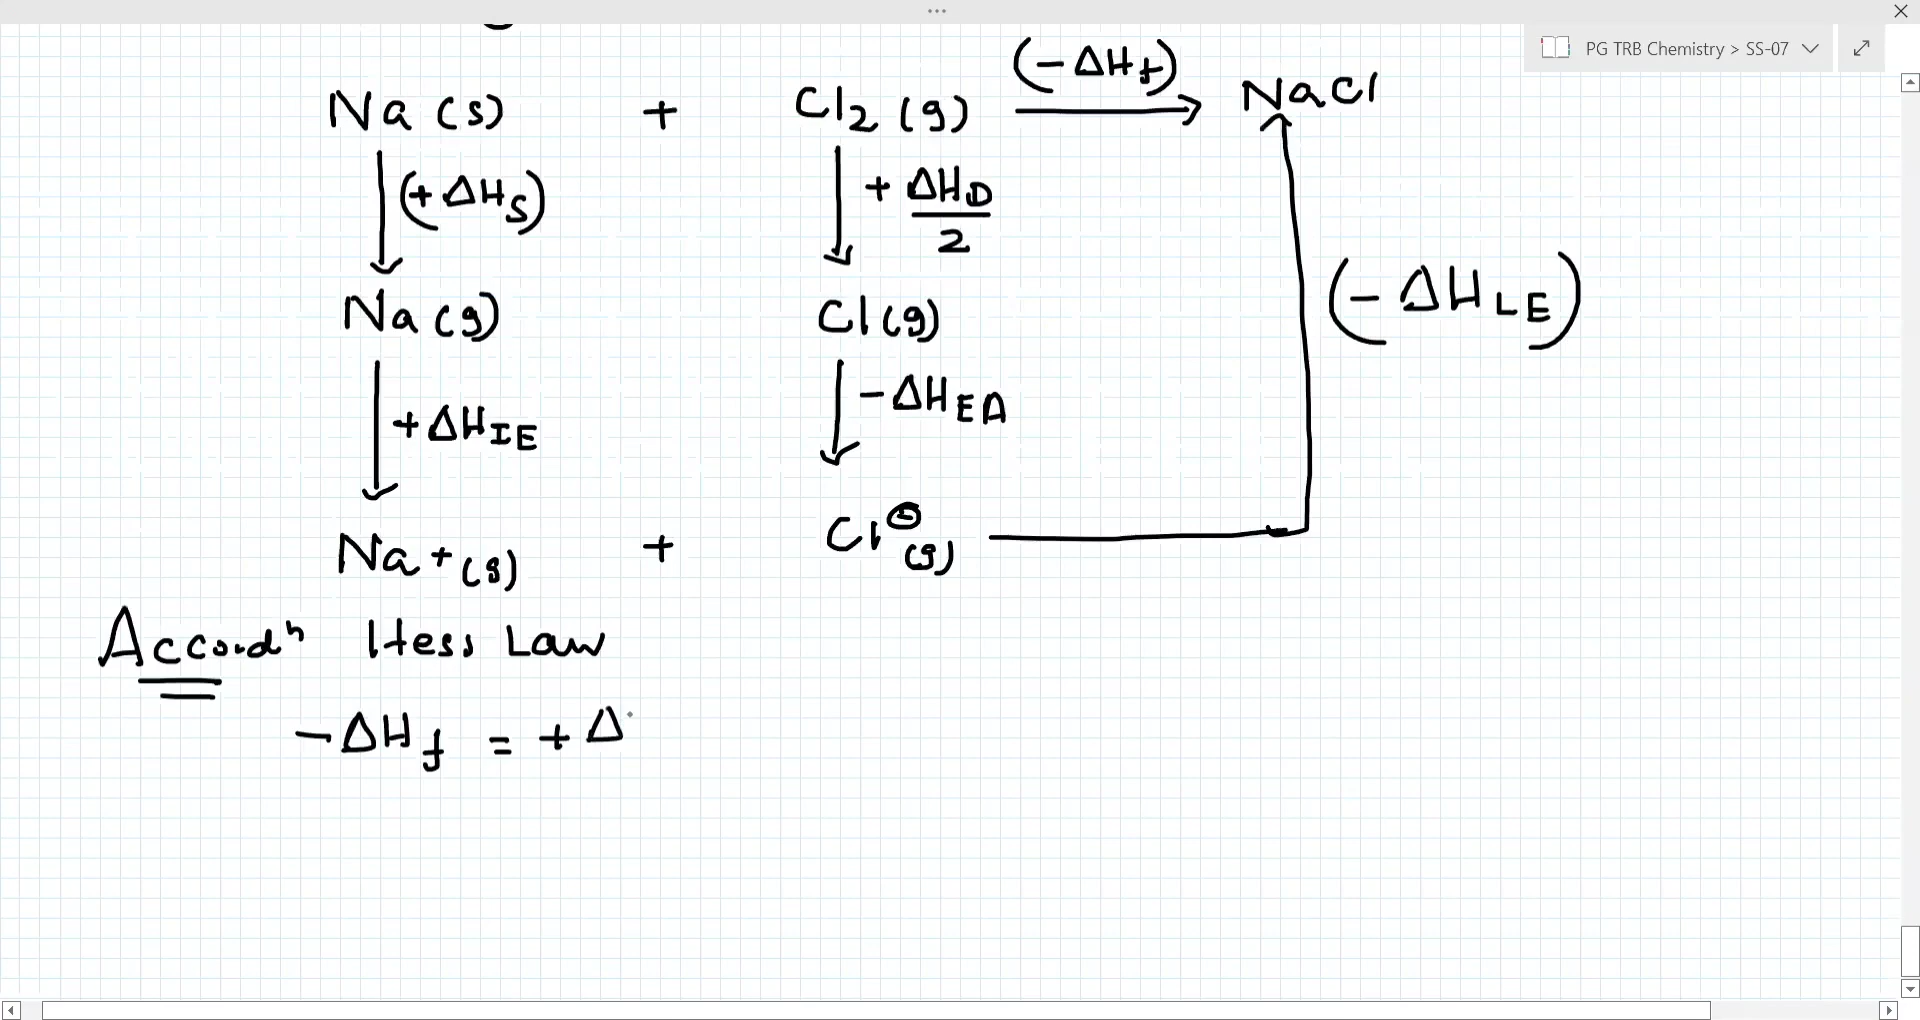 PG TRB Chemistry > SS-07
(-ΔHf)
Na (s) + Cl2 (g) → NaCl
(+ΔHS) + ΔHD/2
(-ΔHLE)
Na (g) Cl (g)
+ΔHIE -ΔHEA
Na+(g) + Cl⊖(g)
Accordn Hess Law
-ΔHf = + Δ